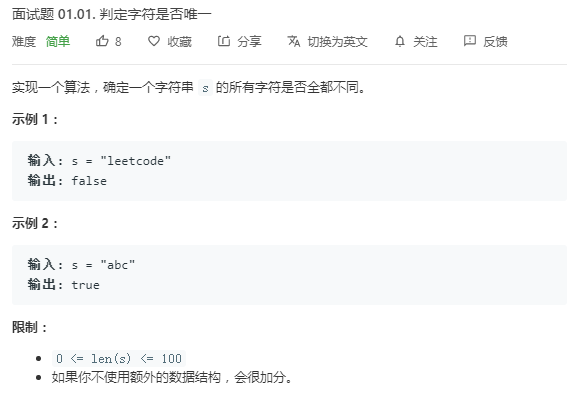 面试题 01.01. 判定字符是否唯一
难度 简单 8 收藏 分享 切换为英文 关注 反馈
实现一个算法，确定一个字符串 s 的所有字符是否全都不同。
示例 1：
输入: s = "leetcode"
输出: false
示例 2：
输入: s = "abc"
输出: true
限制：
0 <= len(s) <= 100
如果你不使用额外的数据结构，会很加分。